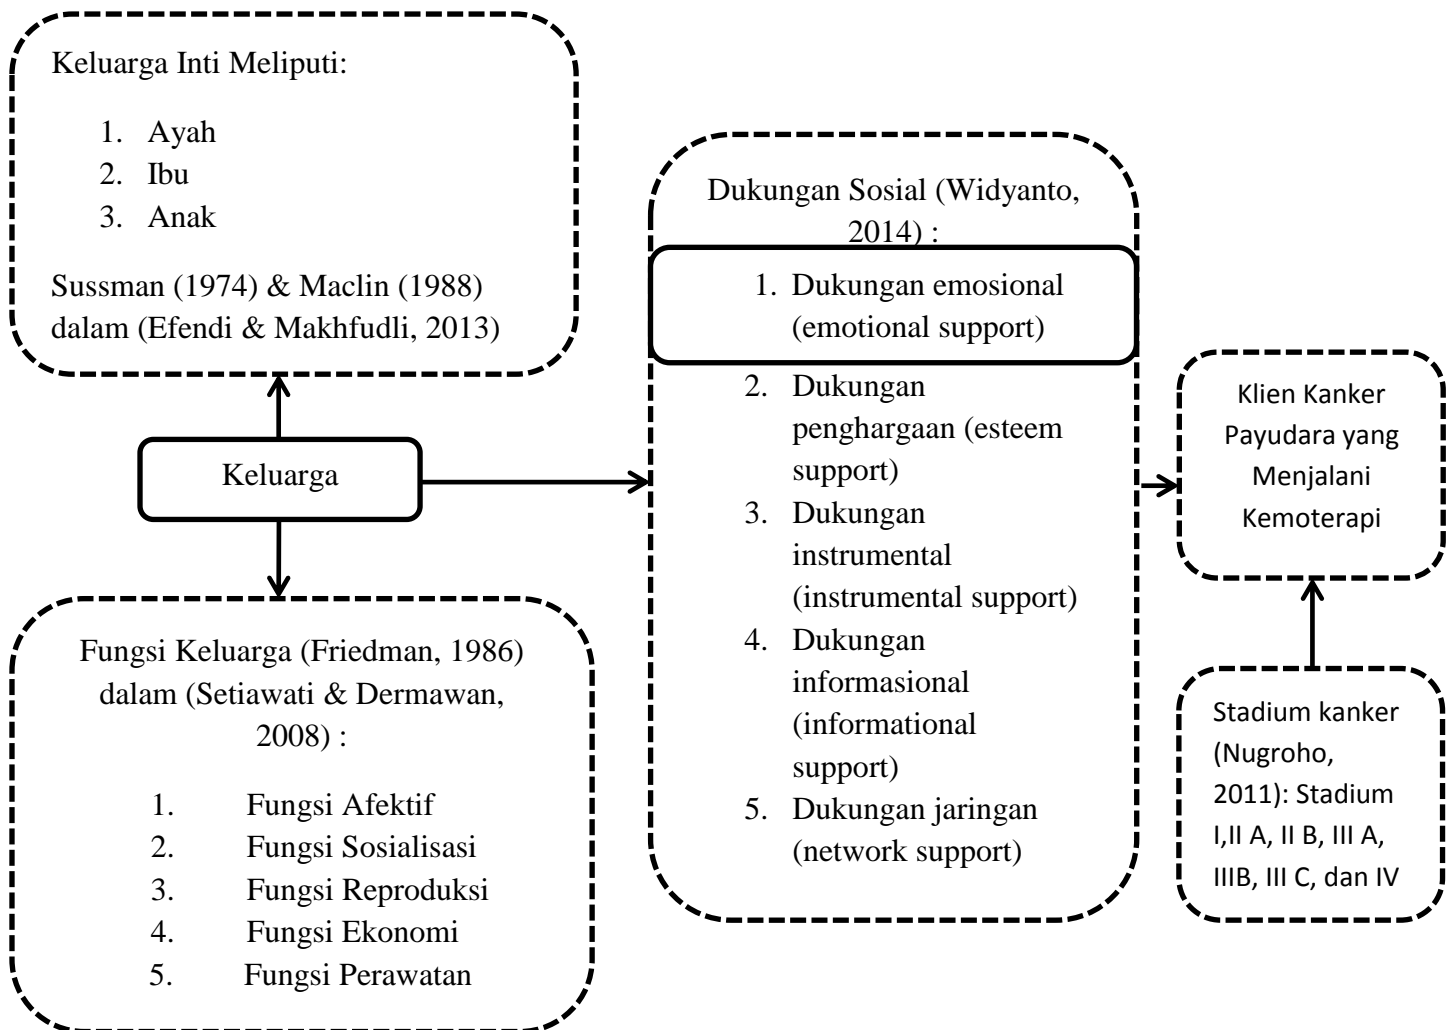 Keluarga Inti Meliputi:
1. Ayah
2. Ibu
3. Anak
Sussman (1974) & Maclin (1988)
dalam (Efendi & Makhfudli, 2013)
Keluarga
Fungsi Keluarga (Friedman, 1986)
dalam (Setiawati & Dermawan,
2008) :
1. Fungsi Afektif
2. Fungsi Sosialisasi
3. Fungsi Reproduksi
4. Fungsi Ekonomi
5. Fungsi Perawatan
Dukungan Sosial (Widyanto,
2014) :
1. Dukungan emosional
(emotional support)
2. Dukungan
penghargaan (esteem
support)
3. Dukungan
instrumental
(instrumental support)
4. Dukungan
informasional
(informational
support)
5. Dukungan jaringan
(network support)
Klien Kanker
Payudara yang
Menjalani
Kemoterapi
Stadium kanker
(Nugroho,
2011): Stadium
I,II A, II B, III A,
IIIB, III C, dan IV